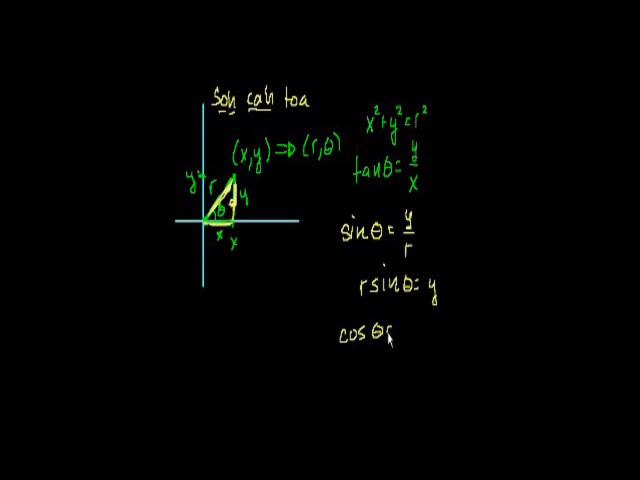 Soh cah toa
x²+y²=r²
(x,y)⇒(r,θ)
tanθ=y/x
y
r
y
θ
x
x
sinθ=y/r
rsinθ=y
cosθ=